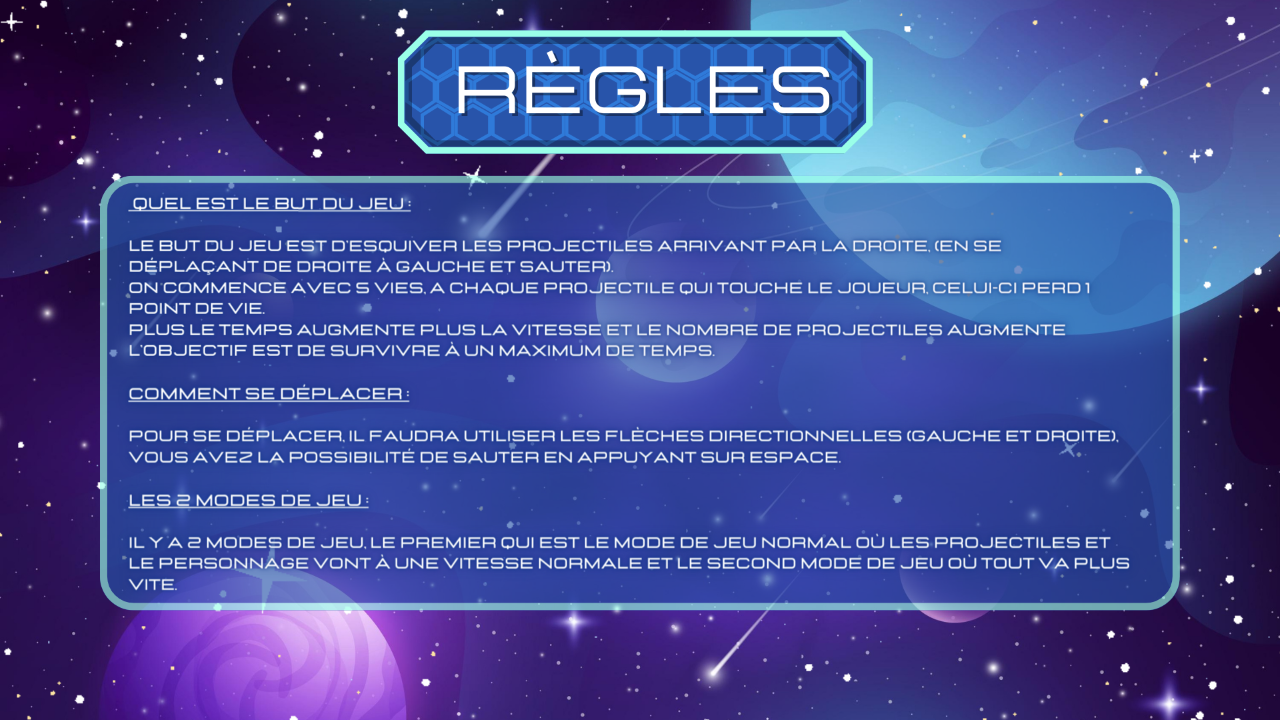 RÈGLES
QUEL EST LE BUT DU JEU :
LE BUT DU JEU EST D'ESQUIVER LES PROJECTILES ARRIVANT PAR LA DROITE, (EN SE
DÉPLAÇANT DE DROITE À GAUCHE ET SAUTER).
ON COMMENCE AVEC 5 VIES, A CHAQUE PROJECTILE QUI TOUCHE LE JOUEUR, CELUI-CI PERD 1
POINT DE VIE.
PLUS LE TEMPS AUGMENTE PLUS LA VITESSE ET LE NOMBRE DE PROJECTILES AUGMENTE
L'OBJECTIF EST DE SURVIVRE À UN MAXIMUM DE TEMPS.
COMMENT SE DÉPLACER :
POUR SE DÉPLACER, IL FAUDRA UTILISER LES FLÈCHES DIRECTIONNELLES (GAUCHE ET DROITE),
VOUS AVEZ LA POSSIBILITÉ DE SAUTER EN APPUYANT SUR ESPACE.
LES 2 MODES DE JEU :
IL Y A 2 MODES DE JEU, LE PREMIER QUI EST LE MODE DE JEU NORMAL OÙ LES PROJECTILES ET
LE PERSONNAGE VONT À UNE VITESSE NORMALE ET LE SECOND MODE DE JEU OÙ TOUT VA PLUS
VITE.